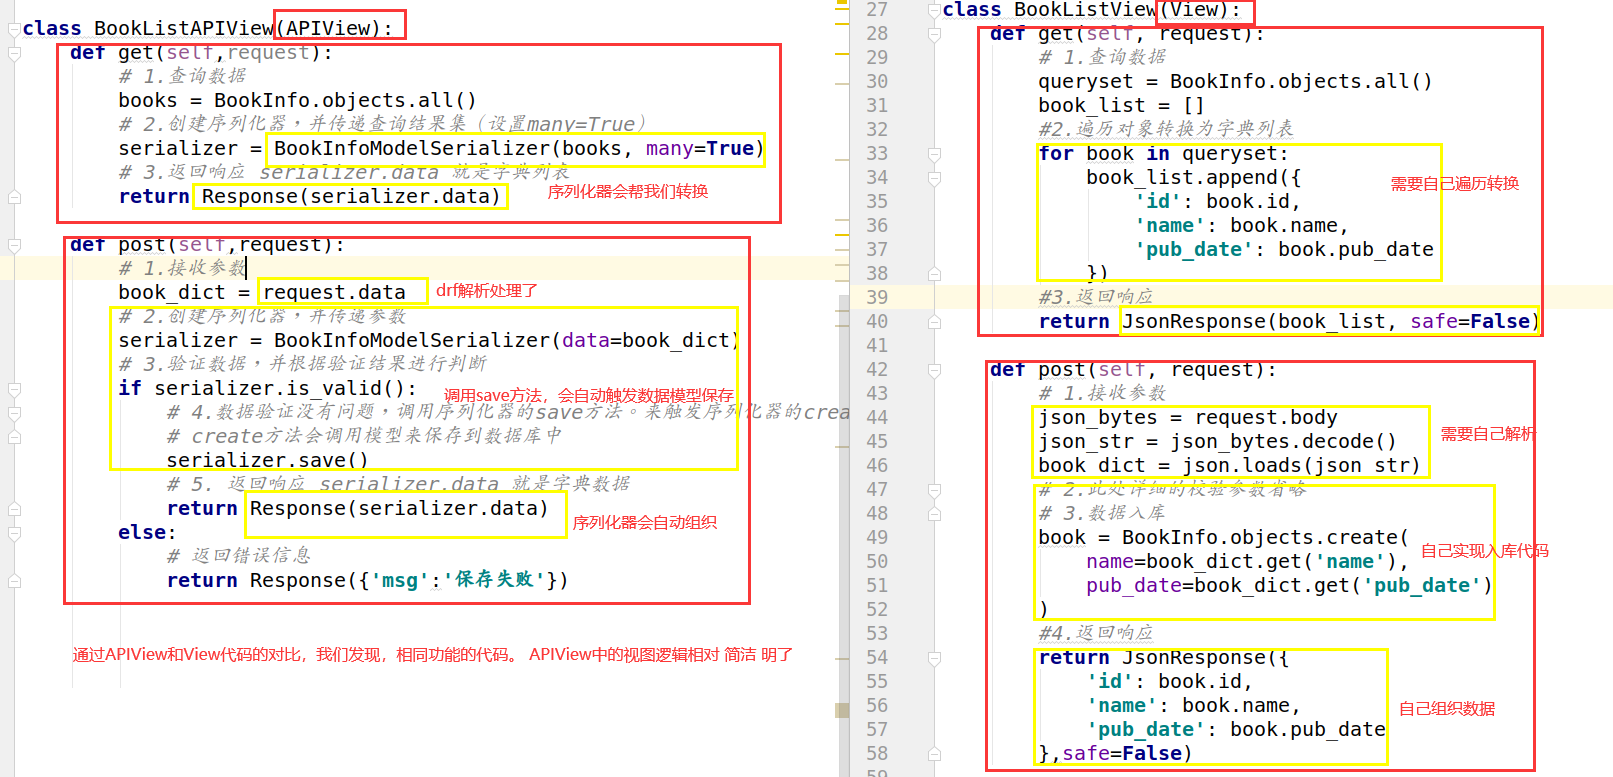 class BookListAPIView(APIView):
def get(self,request):
# 1.查询数据
books = BookInfo.objects.all()
# 2.创建序列化器，并传递查询结果集（设置many=True）
serializer = BookInfoModelSerializer(books, many=True)
# 3.返回响应 serializer.data 就是字典列表
return Response(serializer.data)
序列化器会帮我们转换
def post(self,request):
# 1.接收参数
book_dict = request.data
drf解析处理了
# 2.创建序列化器，并传递参数
serializer = BookInfoModelSerializer(data=book_dict)
# 3.验证数据，并根据验证结果进行判断
if serializer.is_valid():
调用save方法，会自动触发数据模型保存
# 4.数据验证没有问题，调用序列化器的save方法。来触发序列化器的crea
# create方法会调用模型来保存到数据库中
serializer.save()
# 5. 返回响应 serializer.data 就是字典数据
return Response(serializer.data)
序列化器会自动组织
else:
# 返回错误信息
return Response({'msg':'保存失败'})
通过APIView和View代码的对比，我们发现，相同功能的代码。 APIView中的视图逻辑相对 简洁 明了
27 class BookListView(View):
28 def get(self, request):
29 # 1.查询数据
30 queryset = BookInfo.objects.all()
31 book_list = []
32 #2.遍历对象转换为字典列表
33 for book in queryset:
34 book_list.append({
需要自己遍历转换
35 'id': book.id,
36 'name': book.name,
37 'pub_date': book.pub_date
38 })
39 #3.返回响应
40 return JsonResponse(book_list, safe=False)
41
42 def post(self, request):
43 # 1.接收参数
44 json_bytes = request.body
45 json_str = json_bytes.decode()
需要自己解析
46 book_dict = json.loads(json_str)
47 # 2.此处详细的校验参数省略
48 # 3.数据入库
49 book = BookInfo.objects.create(
自己实现入库代码
50 name=book_dict.get('name'),
51 pub_date=book_dict.get('pub_date')
52 )
53 #4.返回响应
54 return JsonResponse({
55 'id': book.id,
56 'name': book.name,
自己组织数据
57 'pub_date': book.pub_date
58 },safe=False)
59